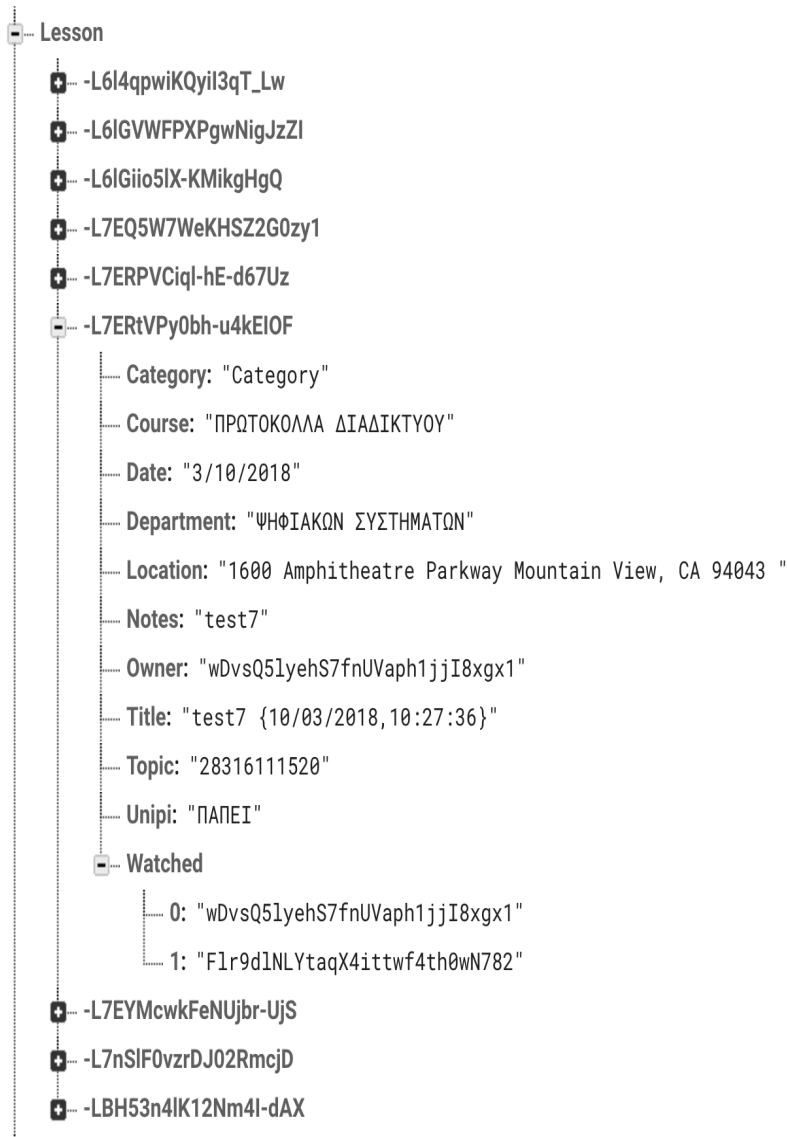 Lesson
-L6l4qpwiKQyiI3qT_Lw
-L6lGVWFPXPgwNigJzZI
-L6lGiio5lX-KMikgHgQ
-L7EQ5W7WeKHSZ2G0zy1
-L7ERPVCiql-hE-d67Uz
-L7ERtVPy0bh-u4kEIOF
Category: "Category"
Course: "ΠΡΩΤΟΚΟΛΛΑ ΔΙΑΔΙΚΤΥΟΥ"
Date: "3/10/2018"
Department: "ΨΗΦΙΑΚΩΝ ΣΥΣΤΗΜΑΤΩΝ"
Location: "1600 Amphitheatre Parkway Mountain View, CA 94043 "
Notes: "test7"
Owner: "wDvsQ5lyehS7fnUVaph1jjI8xgx1"
Title: "test7 {10/03/2018,10:27:36}"
Topic: "28316111520"
Unipi: "ΠΑΠΕΙ"
Watched
0: "wDvsQ5lyehS7fnUVaph1jjI8xgx1"
1: "Flr9dlNLYtaqX4ittwf4th0wN782"
-L7EYMcwkFeNUjbr-UjS
-L7nSlF0vzrDJ02RmcjD
-LBH53n4lK12Nm4I-dAX